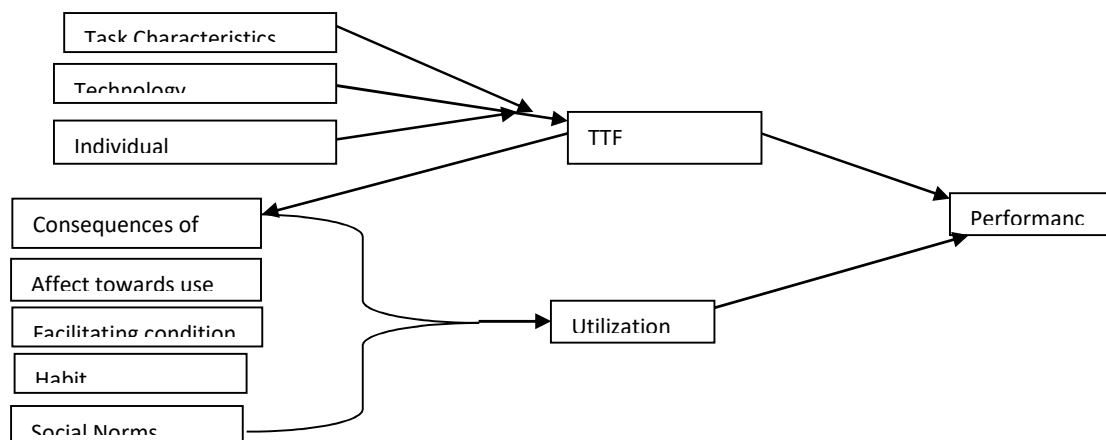 Task Characteristics
Technology
Individual
TTF
Consequences of
Performanc
Affect towards use
Facilitating condition
Utilization
Habit
Social Norms